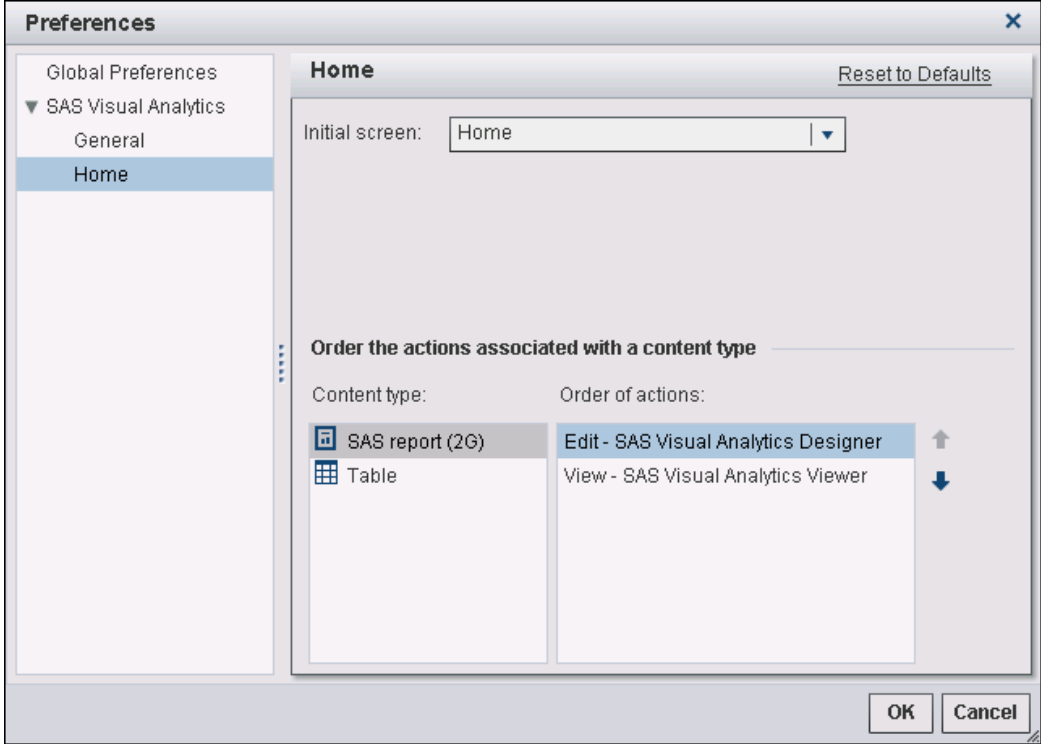 Preferences
Global Preferences
SAS Visual Analytics
General
Home
Home
Reset to Defaults
Initial screen:
Home
Order the actions associated with a content type
Content type:
Order of actions:
SAS report (2G)
Edit - SAS Visual Analytics Designer
Table
View - SAS Visual Analytics Viewer
OK
Cancel